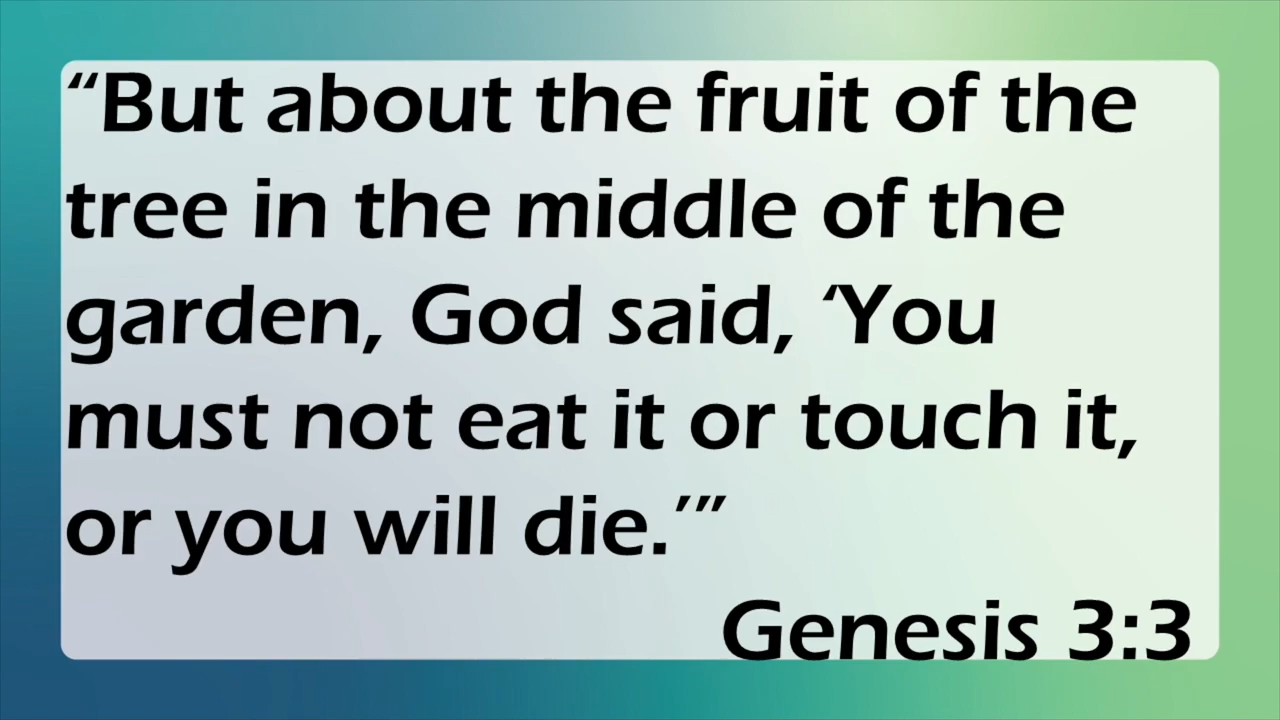 “But about the fruit of the
tree in the middle of the
garden, God said, ‘You
must not eat it or touch it,
or you will die.’”
Genesis 3:3